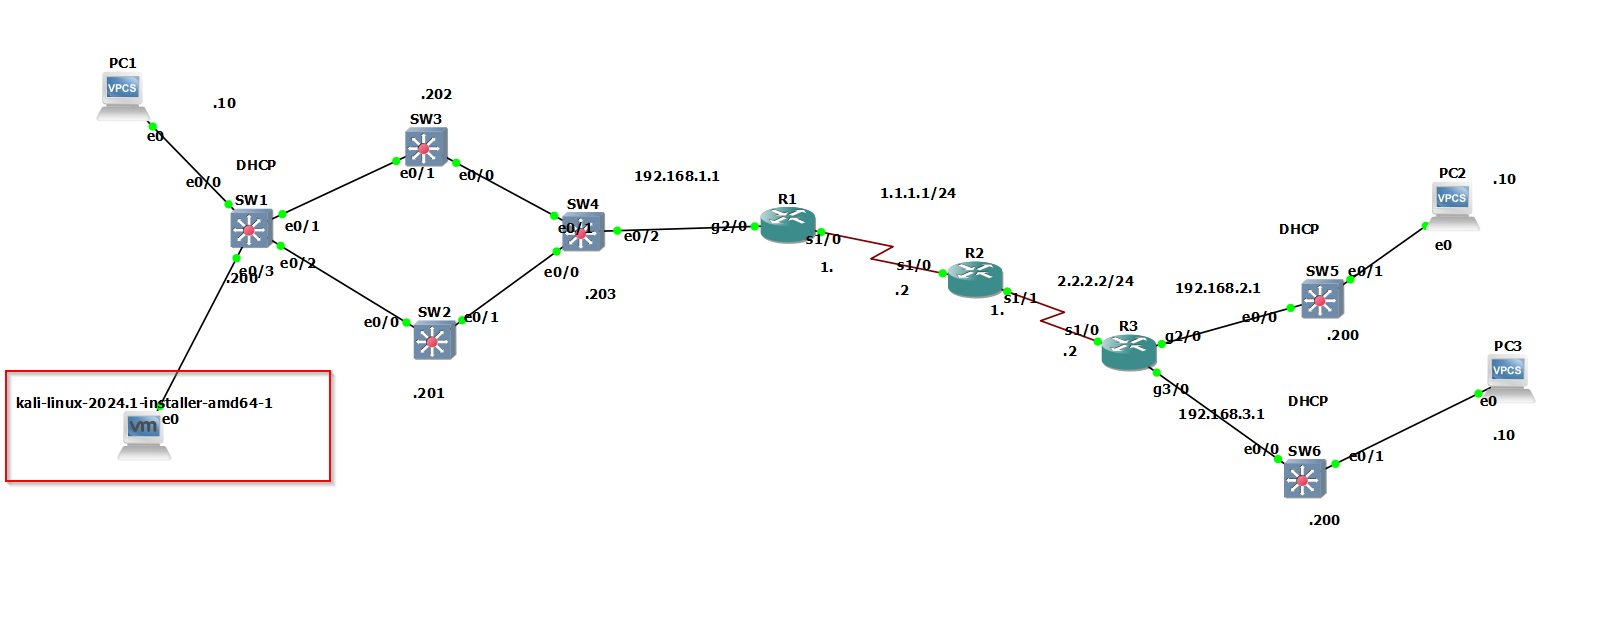 PC1
VPCS
e0
.10
.202
SW3
e0/1
e0/0
DHCP
e0/0
SW1
e0/1
e0/2
e0/3
.200
192.168.1.1
SW4
e0/1
e0/2
e0/0
.203
SW2
e0/0
e0/1
.201
kali-linux-2024.1-installer-amd64-1
e0
vm
R1
g2/0
s1/0
1.
1.1.1.1/24
R2
s1/0
.2
s1/1
1.
2.2.2.2/24
R3
s1/0
.2
g2/0
g3/0
192.168.2.1
DHCP
SW5
e0/1
e0/0
.200
PC2
VPCS
e0
.10
192.168.3.1
DHCP
SW6
e0/0
e0/1
.200
PC3
VPCS
e0
.10